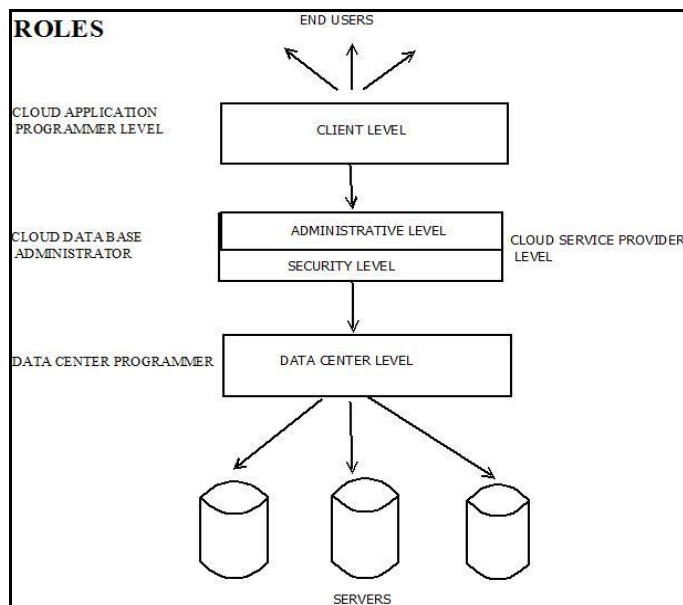 ROLES
END USERS
CLOUD APPLICATION
PROGRAMMER LEVEL
CLIENT LEVEL
ADMINISTRATIVE LEVEL
CLOUD DATA BASE
ADMINISTRATOR
CLOUD SERVICE PROVIDER
LEVEL
SECURITY LEVEL
DATA CENTER PROGRAMMER
DATA CENTER LEVEL
SERVERS